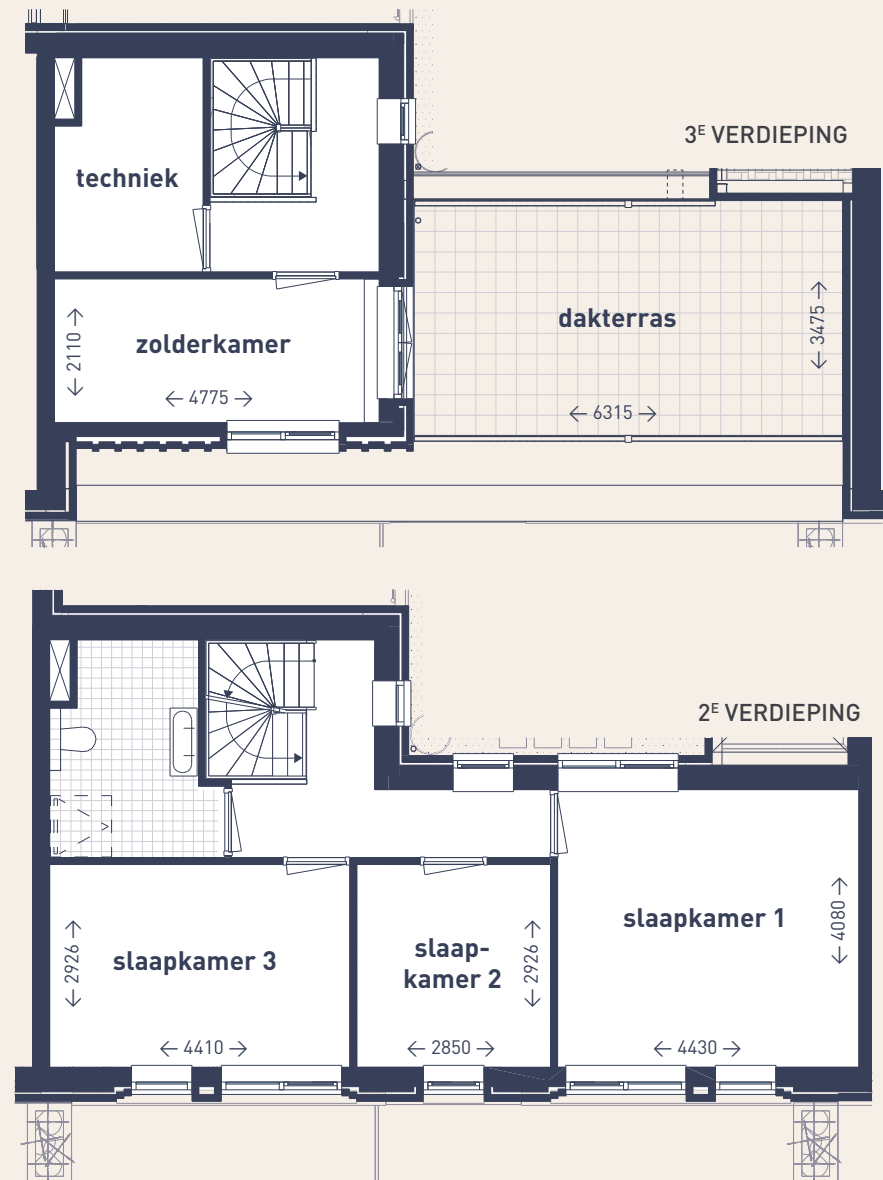 3E VERDIEPING
techniek
zolderkamer
dakterras
2110
4775
3475
6315
2E VERDIEPING
slaapkamer 1
slaapkamer 3
slaap-
kamer 2
2926
2926
4080
4410
2850
4430